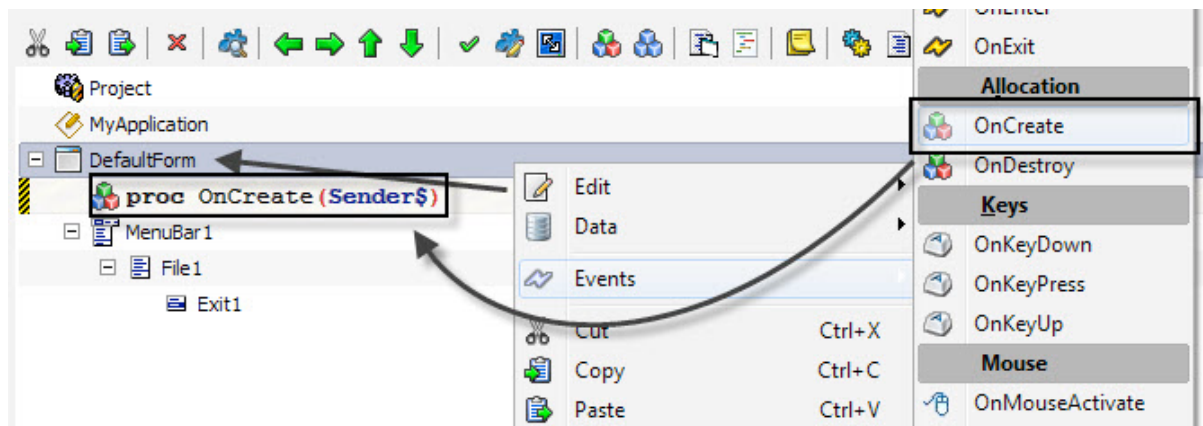 Project
MyApplication
DefaultForm
proc OnCreate(Sender$)
MenuBar1
File1
Exit1
Edit
Data
Events
Cut Ctrl+X
Copy Ctrl+C
Paste Ctrl+V
OnEnter
OnExit
Allocation
OnCreate
OnDestroy
Keys
OnKeyDown
OnKeyPress
OnKeyUp
Mouse
OnMouseActivate